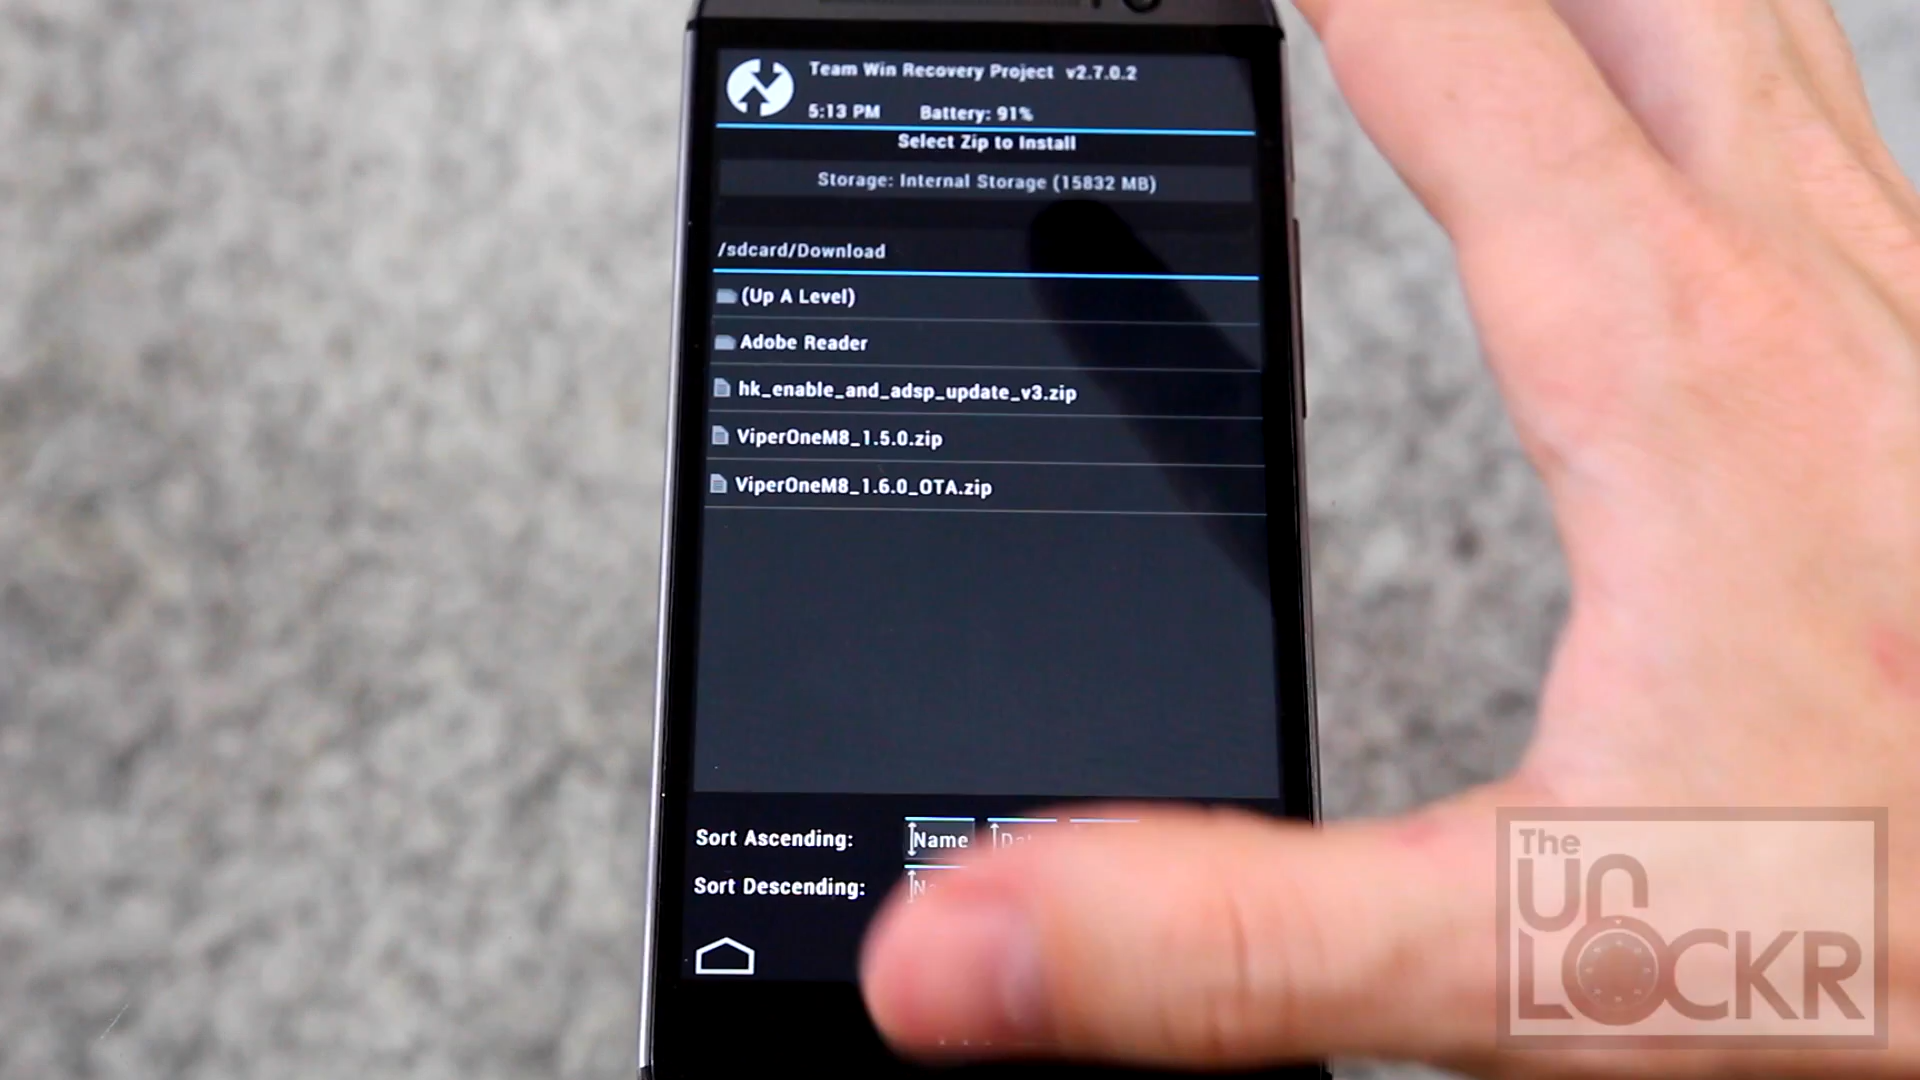 Team Win Recovery Project v2.7.0.2
5:13 PM Battery: 91%
Select Zip to Install
Storage: Internal Storage (15832 MB)
/sdcard/Download
(Up A Level)
Adobe Reader
hk_enable_and_adsp_update_v3.zip
ViperOneM8_1.5.0.zip
ViperOneM8_1.6.0_OTA.zip
Sort Ascending: Name
Sort Descending:
The
Un
LOCKR